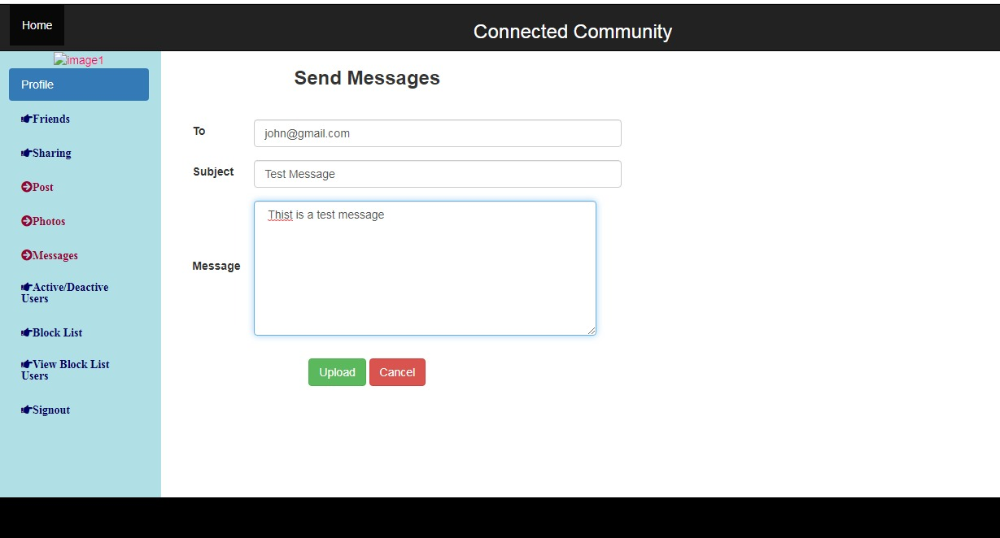 Home
Connected Community
image1
Profile
Friends
Sharing
Post
Photos
Messages
Active/Deactive
Users
Block List
View Block List
Users
Signout
Send Messages
To
john@gmail.com
Subject
Test Message
Message
Thist is a test message
Upload
Cancel